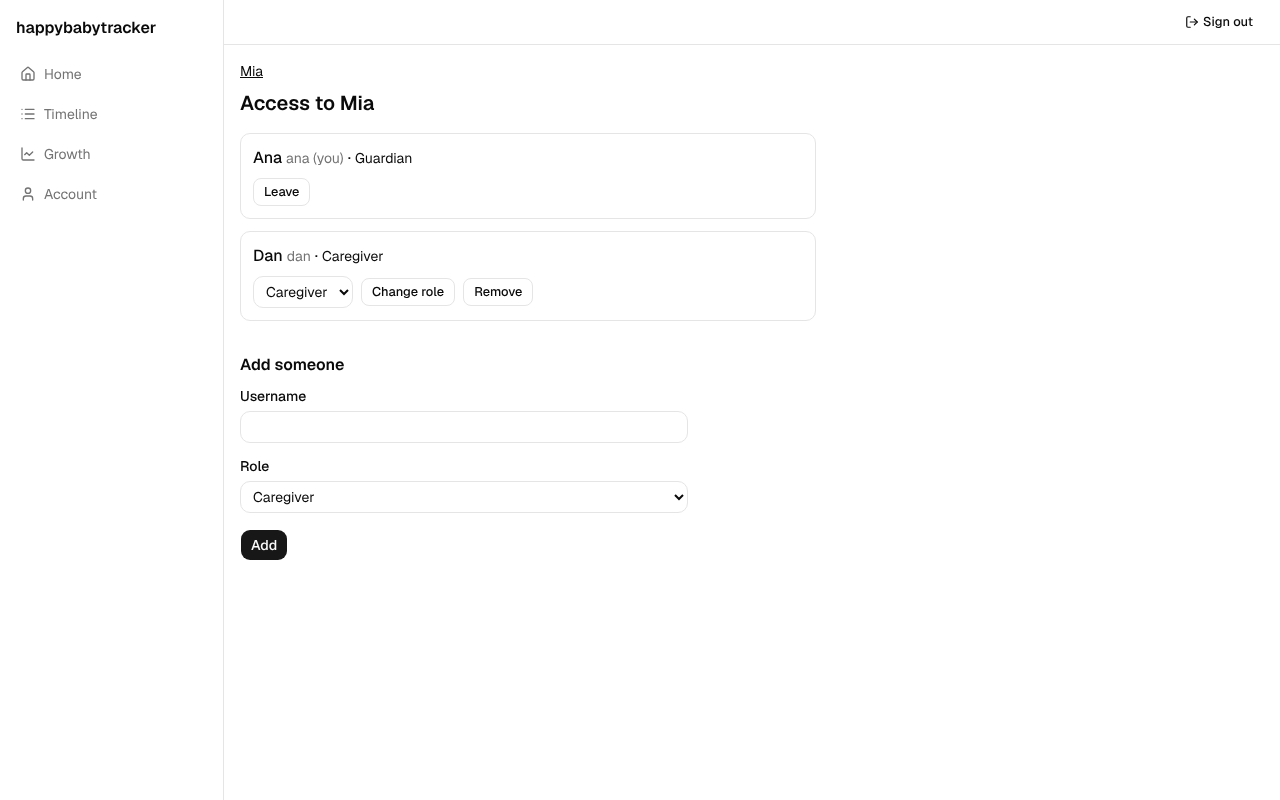 happybabytracker
Sign out
Home
Timeline
Growth
Account
Mia
Access to Mia
Ana ana (you) · Guardian
Leave
Dan dan · Caregiver
Caregiver Change role Remove
Add someone
Username
Role
Caregiver
Add